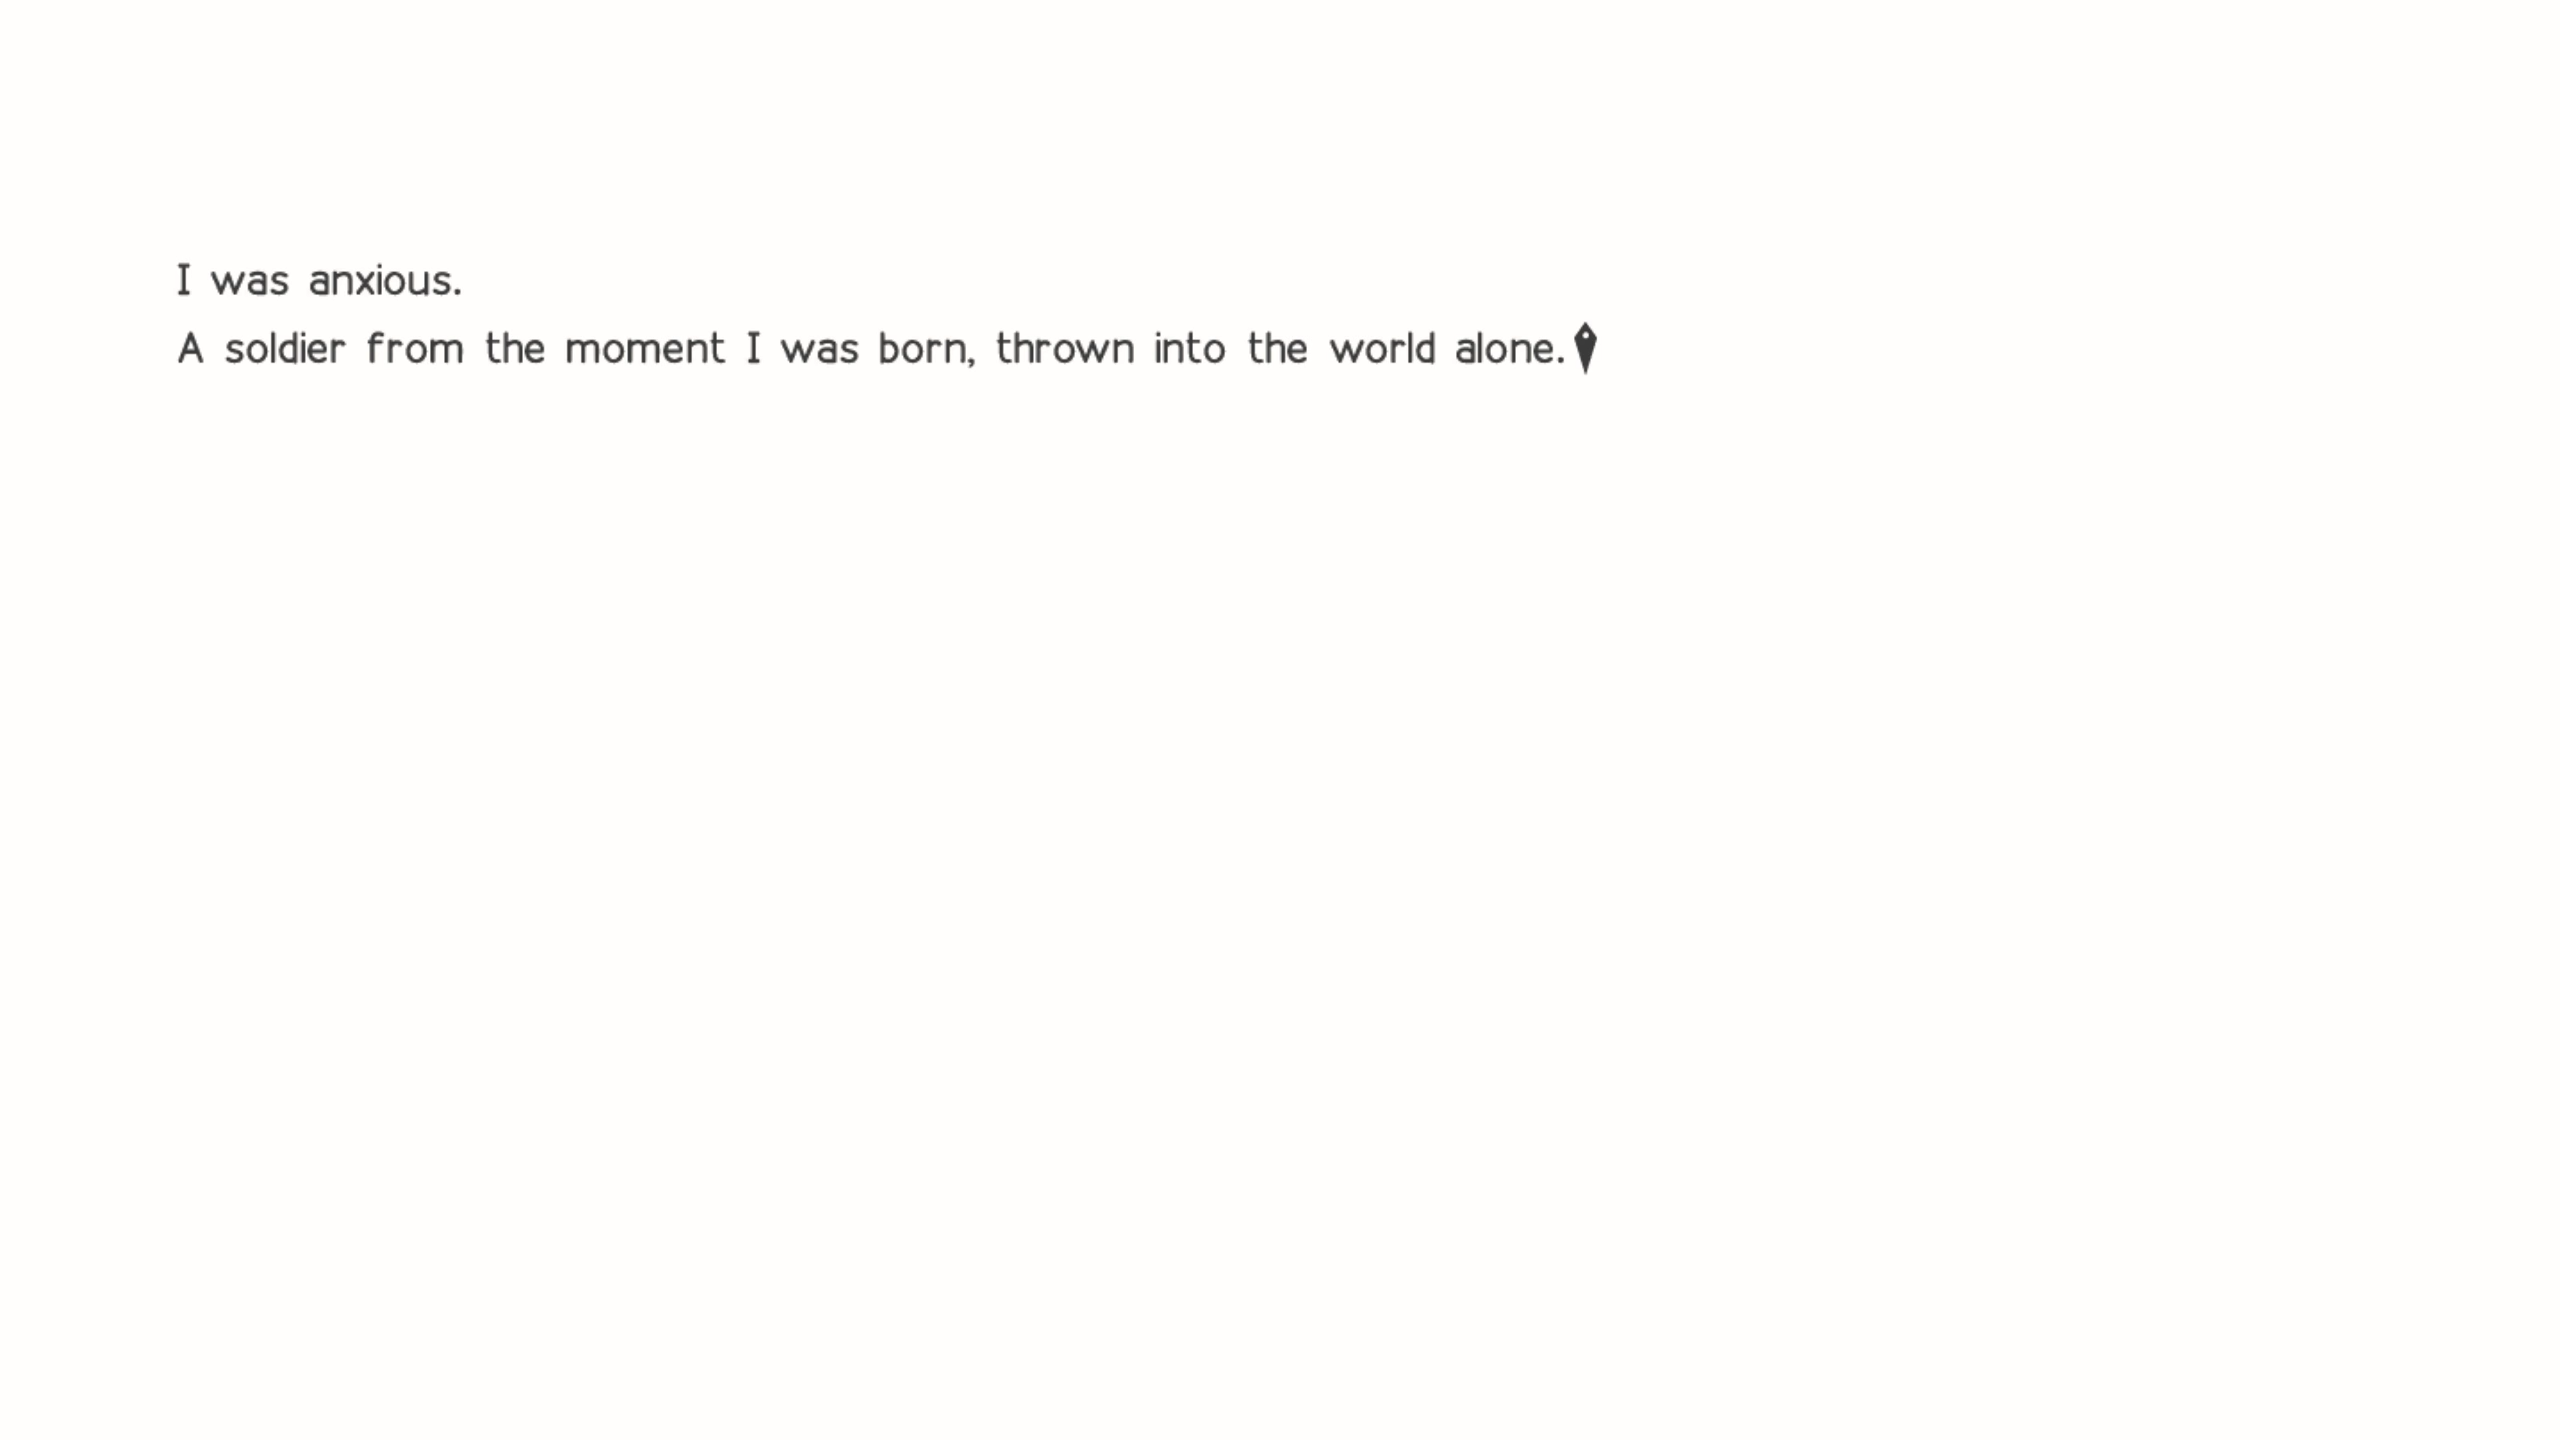 I was anxious.
A soldier from the moment I was born, thrown into the world alone.